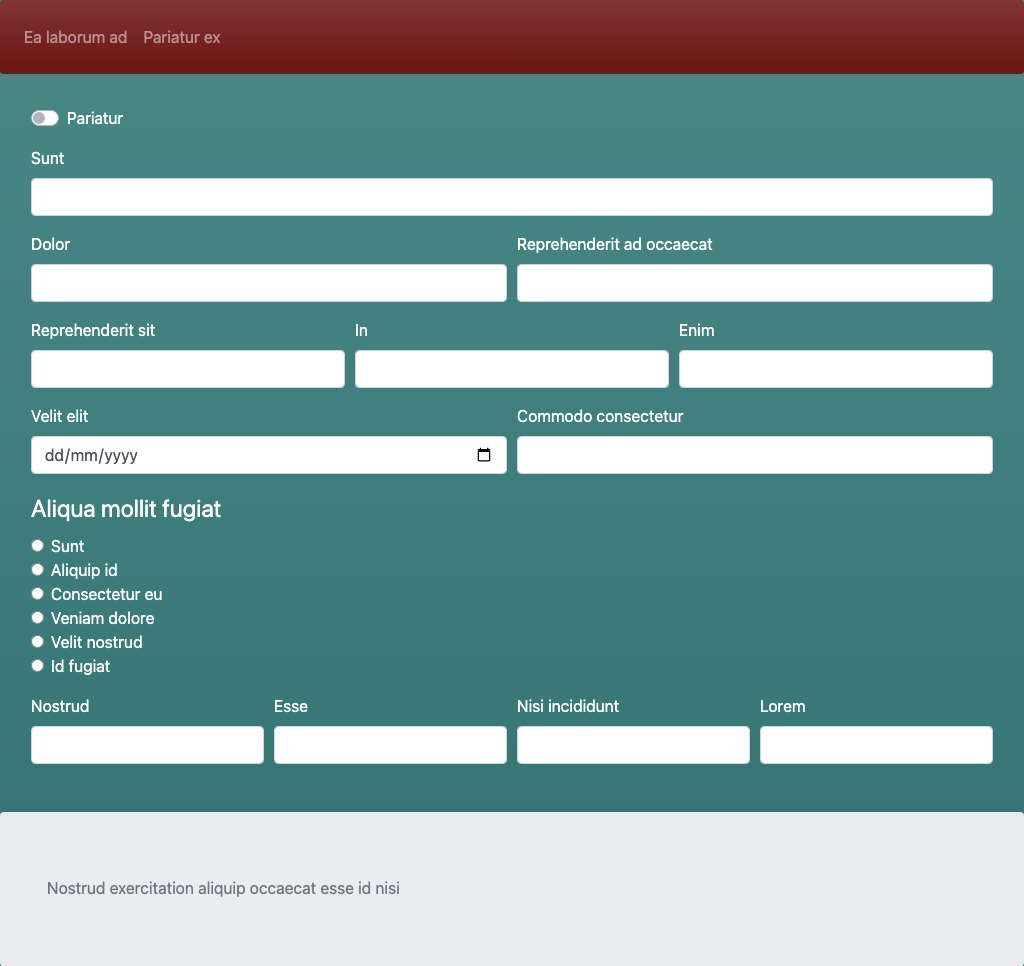 Ea laborum ad Pariatur ex
Pariatur
Sunt
Dolor Reprehenderit ad occaecat
Reprehenderit sit In Enim
Velit elit Commodo consectetur
dd/mm/yyyy
Aliqua mollit fugiat
Sunt
Aliquip id
Consectetur eu
Veniam dolore
Velit nostrud
Id fugiat
Nostrud Esse Nisi incididunt Lorem
Nostrud exercitation aliquip occaecat esse id nisi